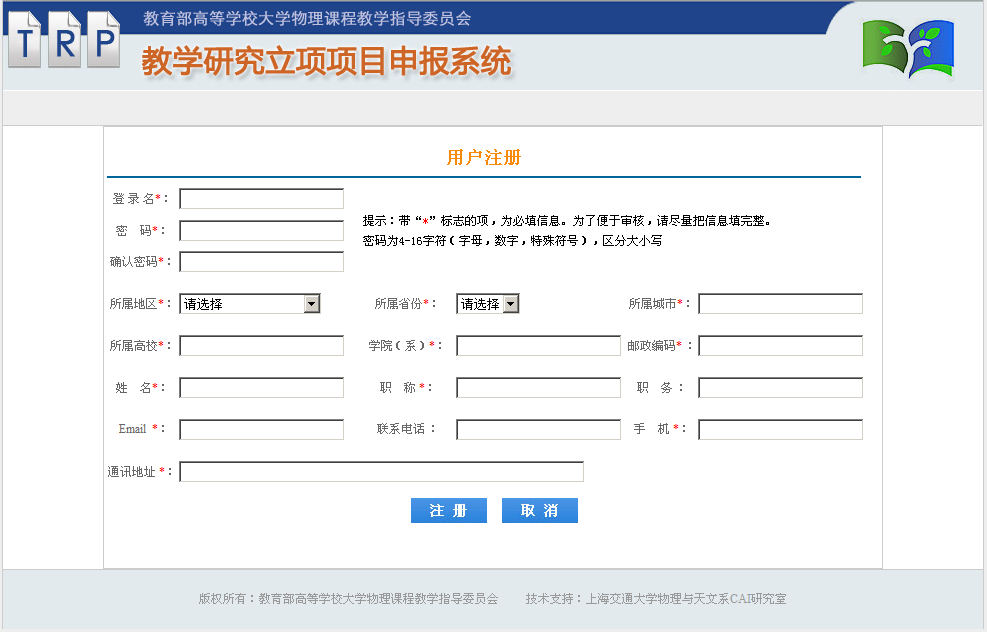 教育部高等学校大学物理课程教学指导委员会
TRP
教学研究立项项目申报系统
用户注册
登 录 名*：
密　码*：
提示：带“*”标志的项，为必填信息。为了便于审核，请尽量把信息填完整。
密码为4-16字符（字母，数字，特殊符号），区分大小写
确认密码*：
所属地区*： 请选择 所属省份*： 请选择 所属城市*：
所属高校*： 学院（系）*： 邮政编码*：
姓　名*： 职　称*： 职　务：
Email *： 联系电话： 手　机*：
通讯地址*：
注 册 取 消
版权所有：教育部高等学校大学物理课程教学指导委员会 技术支持：上海交通大学物理与天文系CAI研究室